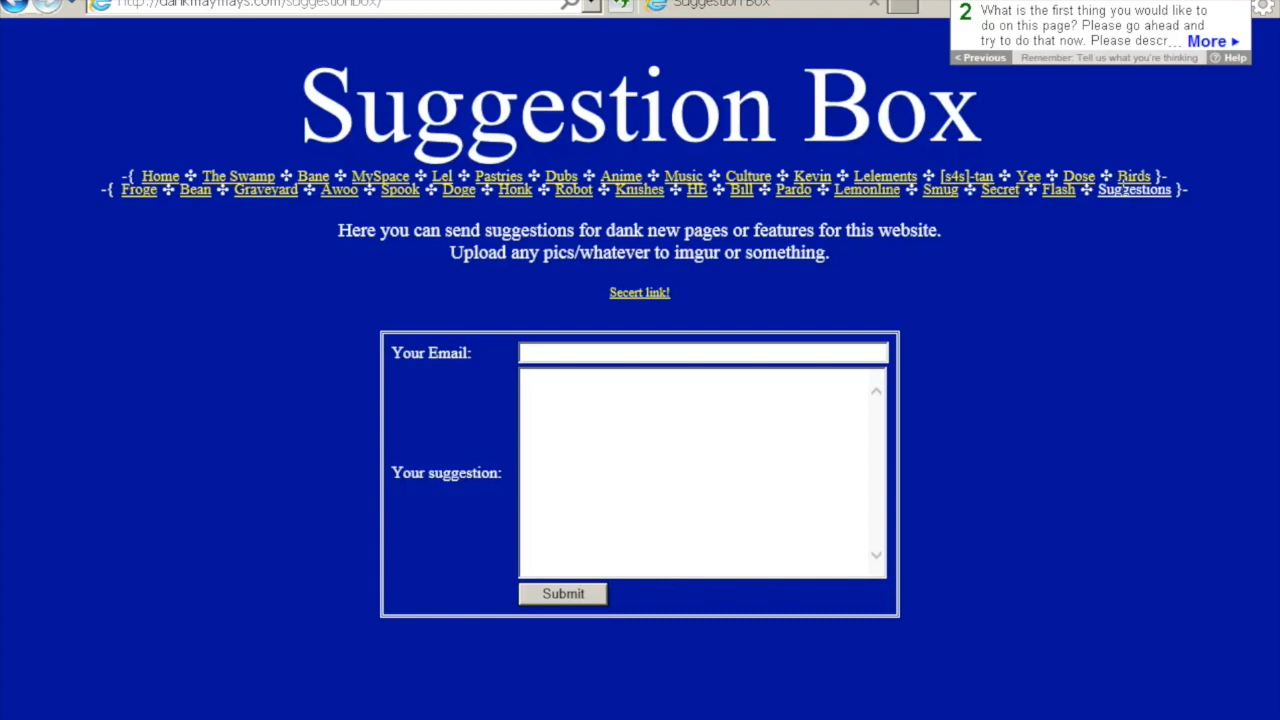 http://dankmaymays.com/suggestionbox/
Suggestion Box
2 What is the first thing you would like to
do on this page? Please go ahead and
try to do that now. Please descr... More ▸
< Previous Remember: Tell us what you're thinking ? Help
Suggestion Box
-{ Home ✣ The Swamp ✣ Bane ✣ MySpace ✣ Lel ✣ Pastries ✣ Dubs ✣ Anime ✣ Music ✣ Culture ✣ Kevin ✣ Lelements ✣ [s4s]-tan ✣ Yee ✣ Dose ✣ Birds }-
-{ Froge ✣ Bean ✣ Graveyard ✣ Awoo ✣ Spook ✣ Doge ✣ Honk ✣ Robot ✣ Knishes ✣ HE ✣ Bill ✣ Pardo ✣ Lemonline ✣ Smug ✣ Secret ✣ Flash ✣ Suggestions }-
Here you can send suggestions for dank new pages or features for this website.
Upload any pics/whatever to imgur or something.
Secert link!
Your Email:
Your suggestion:
Submit